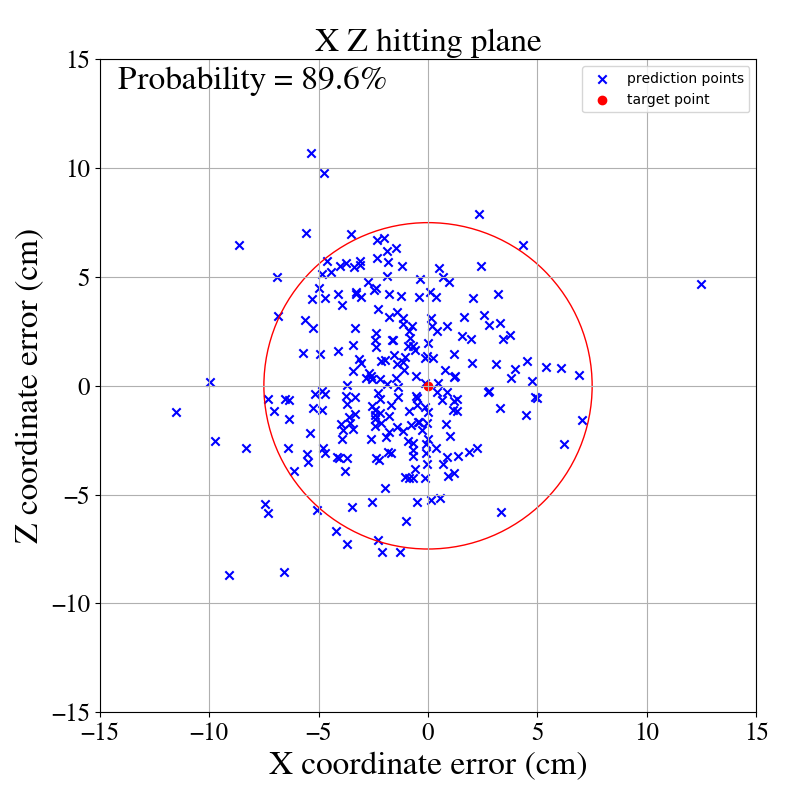 X Z hitting plane
Probability = 89.6%
prediction points
target point
15
10
5
0
−5
−10
−15
Z coordinate error (cm)
−15 −10 −5 0 5 10 15
X coordinate error (cm)